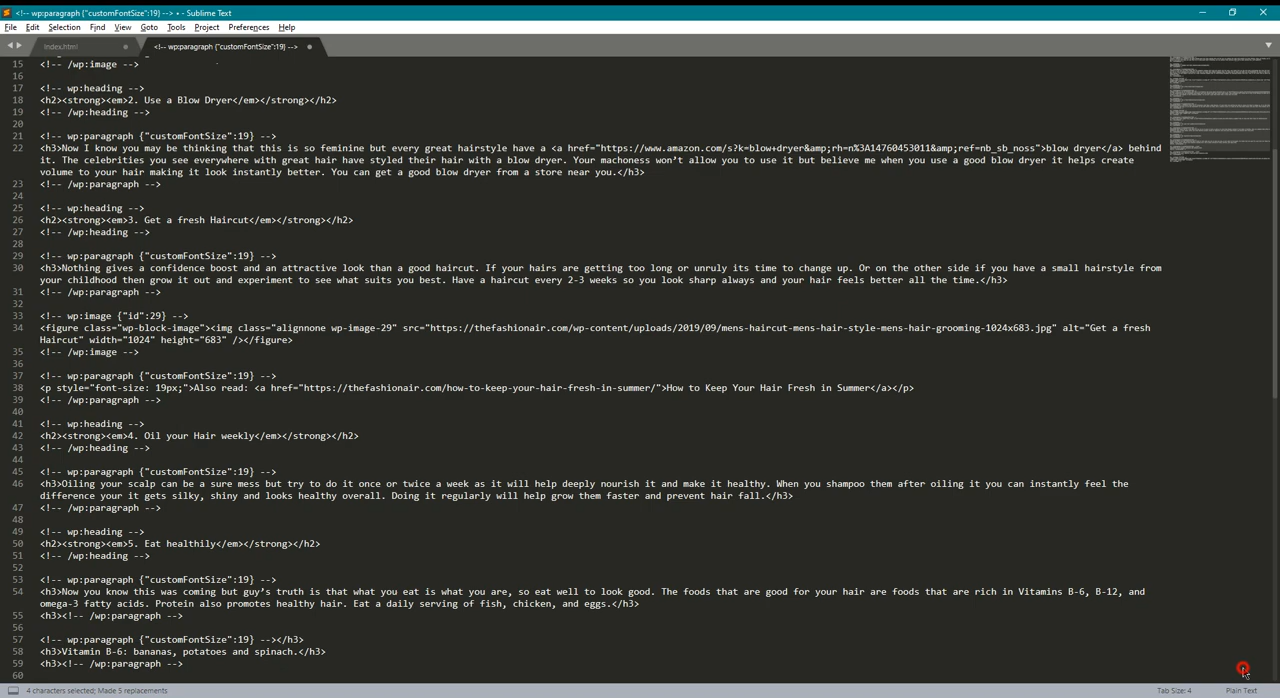 <!-- wp:paragraph {"customFontSize":19} --> • - Sublime Text
File Edit Selection Find View Goto Tools Project Preferences Help
index.html
<!-- wp:paragraph {"customFontSize":19} -->
15 <!-- /wp:image -->
16
17 <!-- wp:heading -->
18 <h2><strong><em>2. Use a Blow Dryer</em></strong></h2>
19 <!-- /wp:heading -->
20
21 <!-- wp:paragraph {"customFontSize":19} -->
22 <h3>Now I know you may be thinking that this is so feminine but every great hairstyle have a <a href="https://www.amazon.com/s?k=blow+dryer&amp;rh=n%3A14760453011&amp;ref=nb_sb_noss">blow dryer</a> behind
it. The celebrities you see everywhere with great hair have styled their hair with a blow dryer. Your machoness won’t allow you to use it but believe me when you use a good blow dryer it helps create
volume to your hair making it look instantly better. You can get a good blow dryer from a store near you.</h3>
23 <!-- /wp:paragraph -->
24
25 <!-- wp:heading -->
26 <h2><strong><em>3. Get a fresh Haircut</em></strong></h2>
27 <!-- /wp:heading -->
28
29 <!-- wp:paragraph {"customFontSize":19} -->
30 <h3>Nothing gives a confidence boost and an attractive look than a good haircut. If your hairs are getting too long or unruly its time to change up. Or on the other side if you have a small hairstyle from
your childhood then grow it out and experiment to see what suits you best. Have a haircut every 2-3 weeks so you look sharp always and your hair feels better all the time.</h3>
31 <!-- /wp:paragraph -->
32
33 <!-- wp:image {"id":29} -->
34 <figure class="wp-block-image"><img class="alignnone wp-image-29" src="https://thefashionair.com/wp-content/uploads/2019/09/mens-haircut-mens-hair-style-mens-hair-grooming-1024x683.jpg" alt="Get a fresh
Haircut" width="1024" height="683" /></figure>
35 <!-- /wp:image -->
36
37 <!-- wp:paragraph {"customFontSize":19} -->
38 <p style="font-size: 19px;">Also read: <a href="https://thefashionair.com/how-to-keep-your-hair-fresh-in-summer/">How to Keep Your Hair Fresh in Summer</a></p>
39 <!-- /wp:paragraph -->
40
41 <!-- wp:heading -->
42 <h2><strong><em>4. Oil your Hair weekly</em></strong></h2>
43 <!-- /wp:heading -->
44
45 <!-- wp:paragraph {"customFontSize":19} -->
46 <h3>Oiling your scalp can be a sure mess but try to do it once or twice a week as it will help deeply nourish it and make it healthy. When you shampoo them after oiling it you can instantly feel the
difference your it gets silky, shiny and looks healthy overall. Doing it regularly will help grow them faster and prevent hair fall.</h3>
47 <!-- /wp:paragraph -->
48
49 <!-- wp:heading -->
50 <h2><strong><em>5. Eat healthily</em></strong></h2>
51 <!-- /wp:heading -->
52
53 <!-- wp:paragraph {"customFontSize":19} -->
54 <h3>Now you know this was coming but guy’s truth is that what you eat is what you are, so eat well to look good. The foods that are good for your hair are foods that are rich in Vitamins B-6, B-12, and
omega-3 fatty acids. Protein also promotes healthy hair. Eat a daily serving of fish, chicken, and eggs.</h3>
55 <h3><!-- /wp:paragraph -->
56
57 <!-- wp:paragraph {"customFontSize":19} --></h3>
58 <h3>Vitamin B-6: bananas, potatoes and spinach.</h3>
59 <h3><!-- /wp:paragraph -->
60
4 characters selected; Made 5 replacements
Tab Size: 4
Plain Text